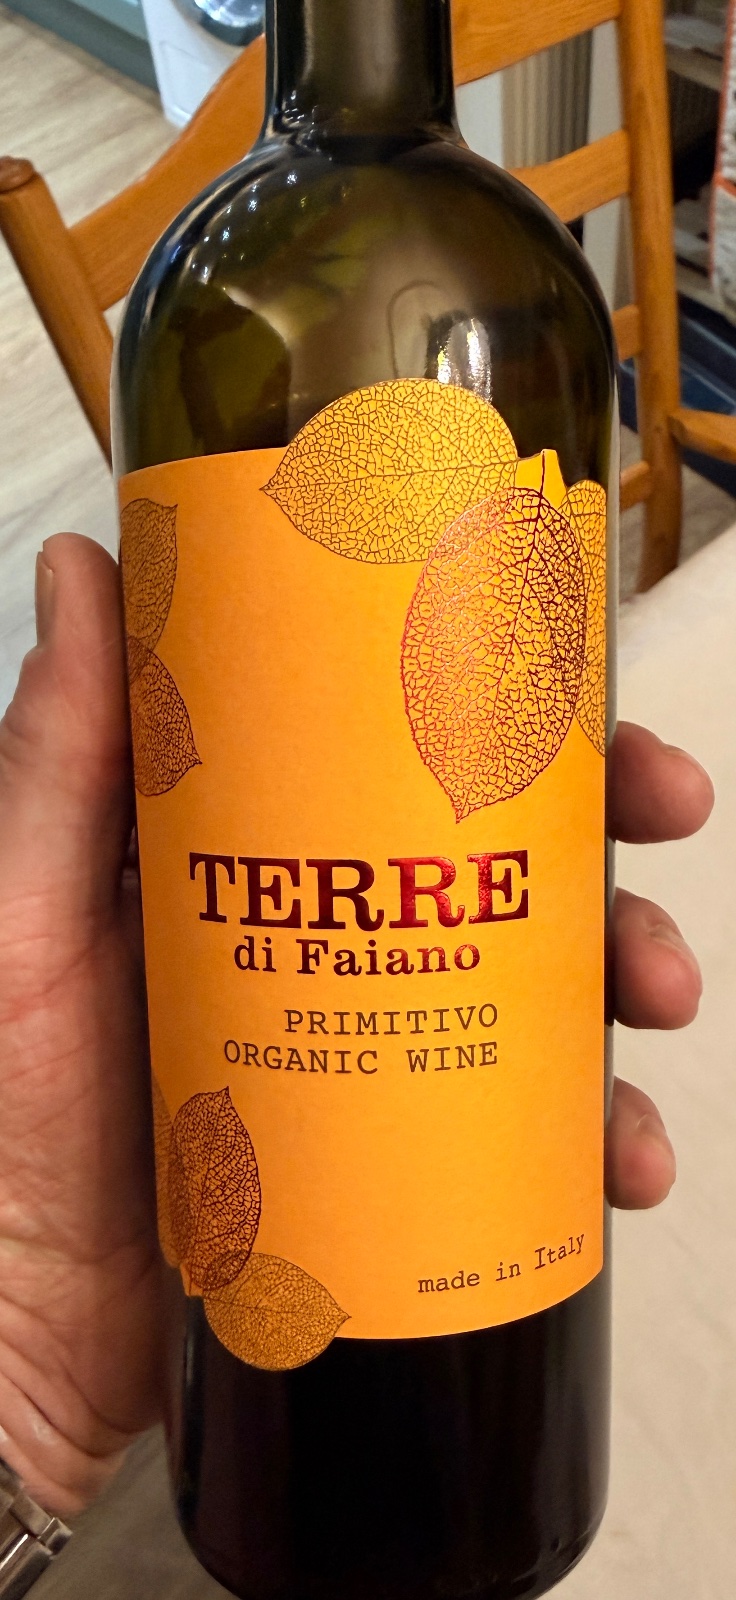 TERRE
di Faiano
PRIMITIVO
ORGANIC WINE
made in Italy